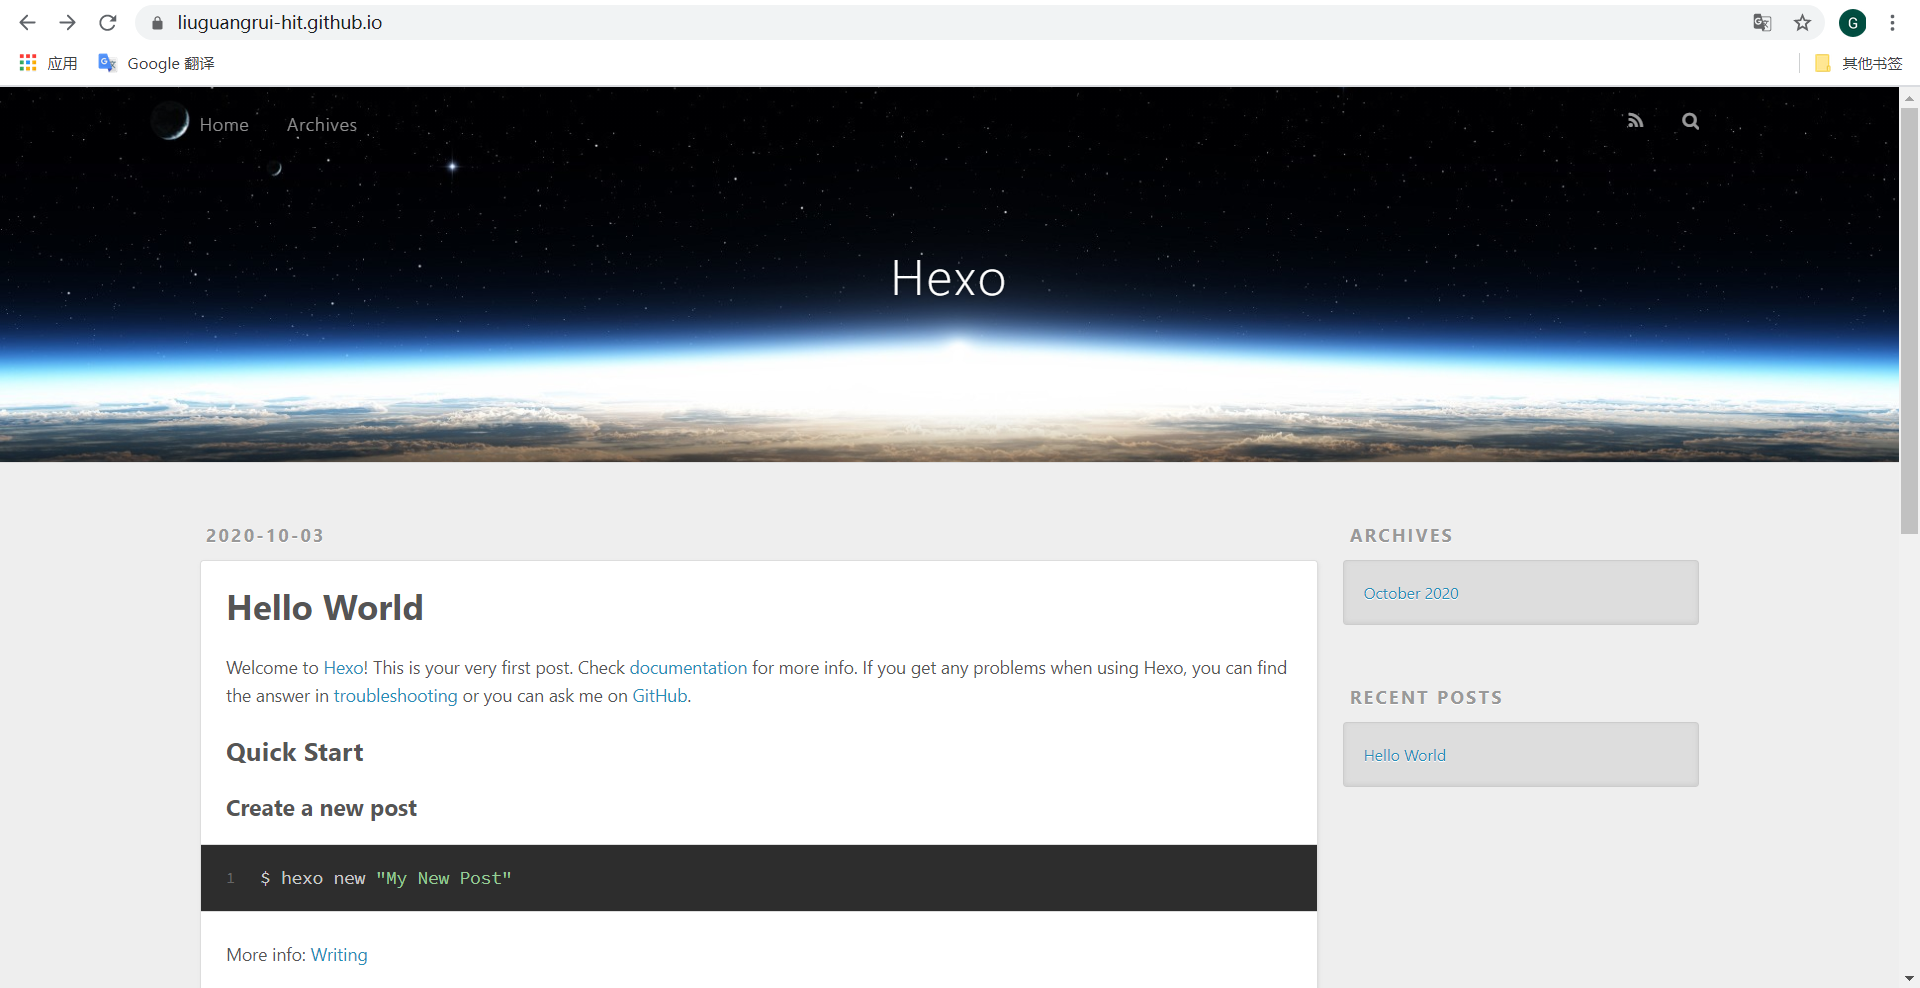 liuguangrui-hit.github.io
G
应用
Google 翻译
其他书签
Home
Archives
Hexo
2020-10-03
Hello World
Welcome to Hexo! This is your very first post. Check documentation for more info. If you get any problems when using Hexo, you can find
the answer in troubleshooting or you can ask me on GitHub.
Quick Start
Create a new post
1 $ hexo new "My New Post"
More info: Writing
ARCHIVES
October 2020
RECENT POSTS
Hello World